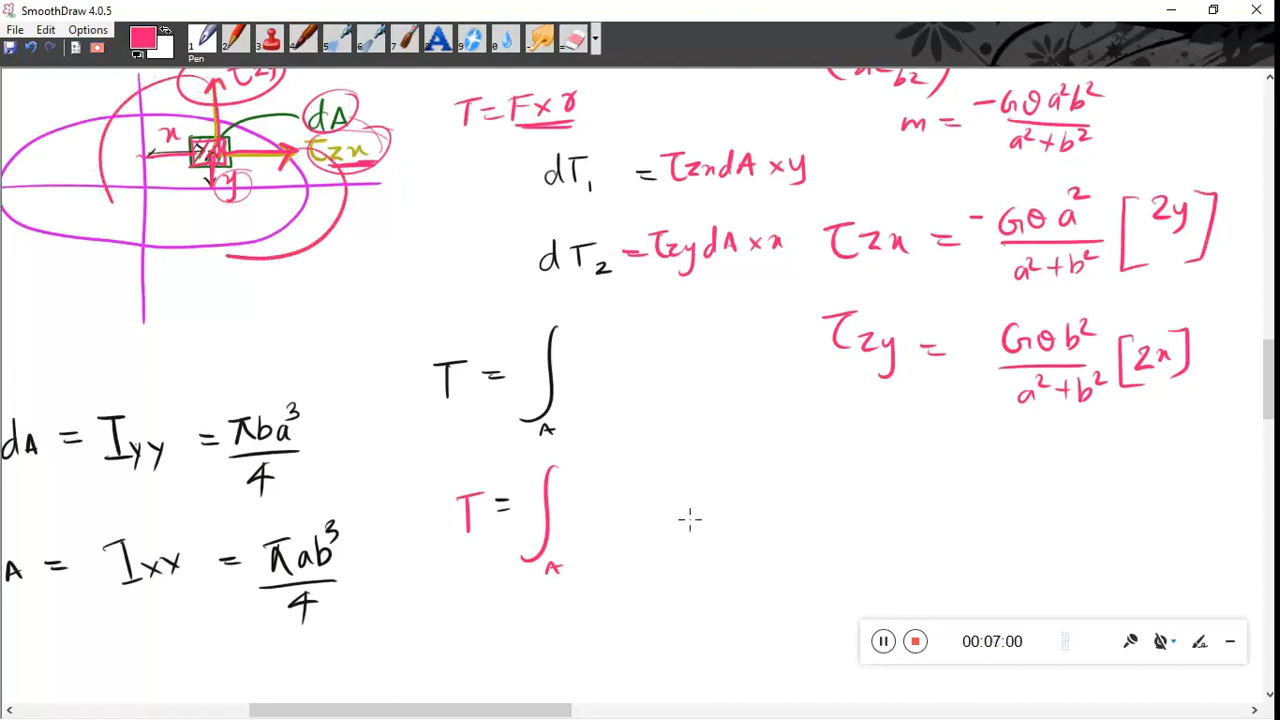 SmoothDraw 4.0.5
File Edit Options
Pen
τzy
dA
τzx
x
y
T = F × r
dT₁ = τzx dA × y
dT₂ = τzy dA × x
T = ∫A
T = ∫A
dA = Iyy = πba³/4
A = Ixx = πab³/4
m = -Gθa²b²/a²+b²
τzx = -Gθa²/a²+b² [2y]
τzy = Gθb²/a²+b² [2x]
00:07:00